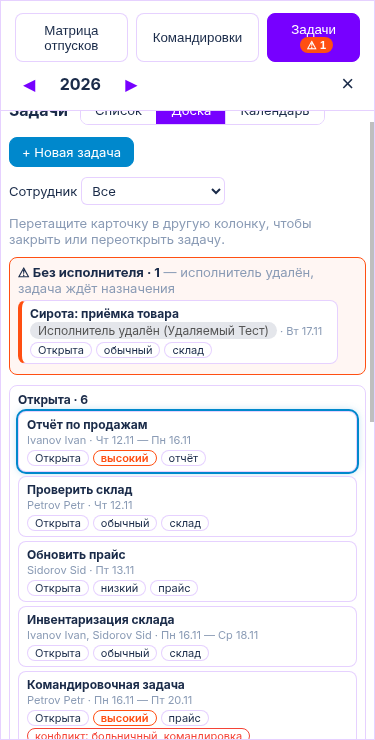 Матрица отпусков
Командировки
Задачи
⚠ 1
◀ 2026 ▶ ×
Задачи Список Доска Календарь
+ Новая задача
Сотрудник Все
Перетащите карточку в другую колонку, чтобы
закрыть или переоткрыть задачу.
⚠ Без исполнителя · 1 — исполнитель удалён,
задача ждёт назначения
Сирота: приёмка товара
Исполнитель удалён (Удаляемый Тест) · Вт 17.11
Открыта обычный склад
Открыта · 6
Отчёт по продажам
Ivanov Ivan · Чт 12.11 — Пн 16.11
Открыта высокий отчёт
Проверить склад
Petrov Petr · Чт 12.11
Открыта обычный склад
Обновить прайс
Sidorov Sid · Пт 13.11
Открыта низкий прайс
Инвентаризация склада
Ivanov Ivan, Sidorov Sid · Пн 16.11 — Ср 18.11
Открыта обычный склад
Командировочная задача
Petrov Petr · Пн 16.11 — Пт 20.11
Открыта высокий прайс
конфликт: больничный, командировка